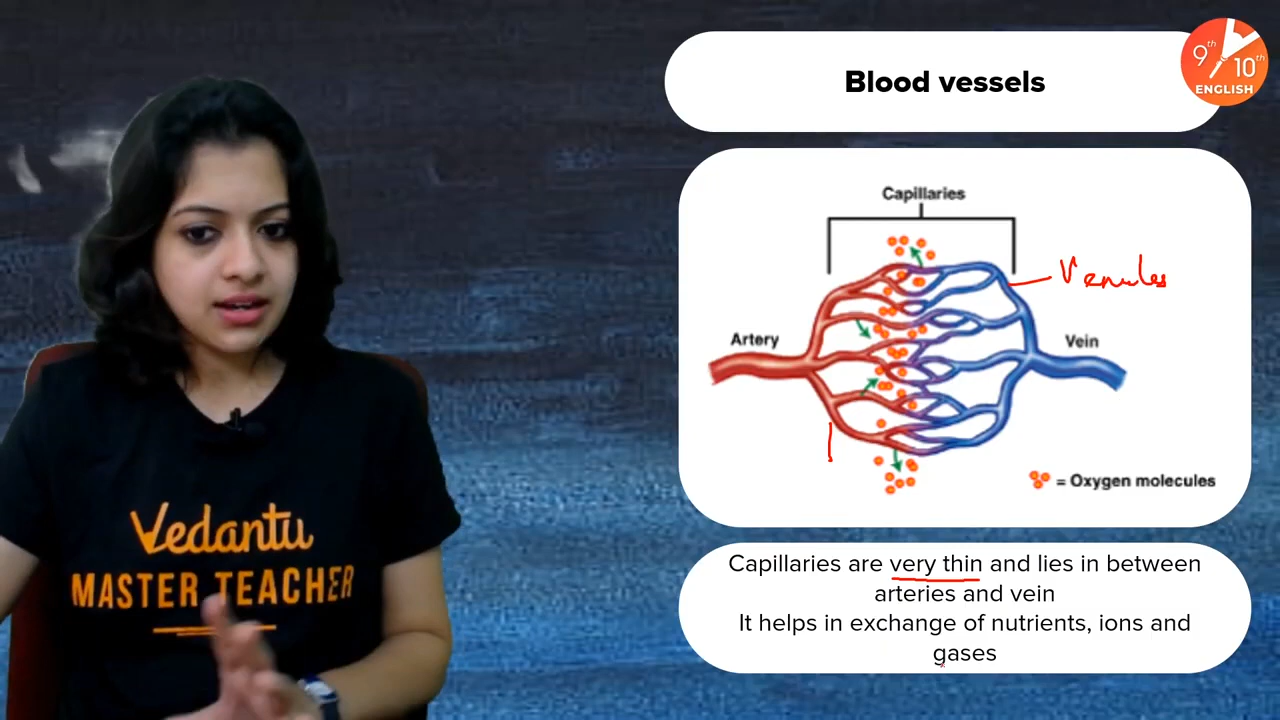 Blood vessels
9th 10th
ENGLISH
Capillaries
Venules
Artery
Vein
= Oxygen molecules
Vedantu
MASTER TEACHER
Capillaries are very thin and lies in between
arteries and vein
It helps in exchange of nutrients, ions and
gases